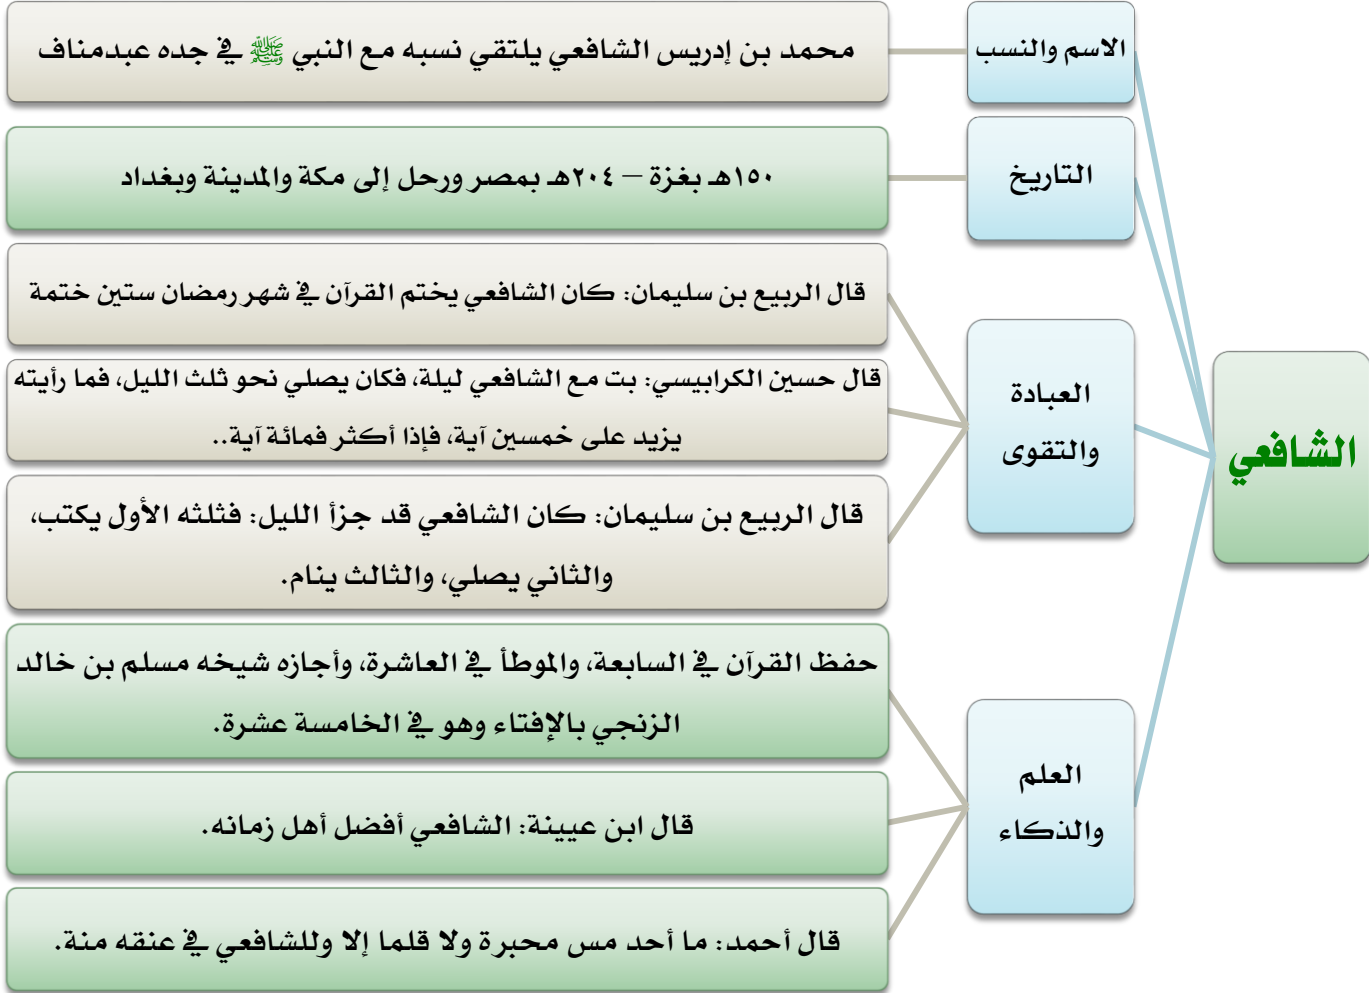 الشافعي
الاسم والنسب
محمد بن إدريس الشافعي يلتقي نسبه مع النبي ﷺ في جده عبدمناف
التاريخ
١٥٠هـ بغزة – ٢٠٤هـ بمصر ورحل إلى مكة والمدينة وبغداد
العبادة
والتقوى
قال الربيع بن سليمان: كان الشافعي يختم القرآن في شهر رمضان ستين ختمة
قال حسين الكرابيسي: بت مع الشافعي ليلة، فكان يصلي نحو ثلث الليل، فما رأيته
يزيد على خمسين آية، فإذا أكثر فمائة آية..
قال الربيع بن سليمان: كان الشافعي قد جزأ الليل: فثلثه الأول يكتب،
والثاني يصلي، والثالث ينام.
العلم
والذكاء
حفظ القرآن في السابعة، والموطأ في العاشرة، وأجازه شيخه مسلم بن خالد
الزنجي بالإفتاء وهو في الخامسة عشرة.
قال ابن عيينة: الشافعي أفضل أهل زمانه.
قال أحمد: ما أحد مس محبرة ولا قلما إلا وللشافعي في عنقه منة.